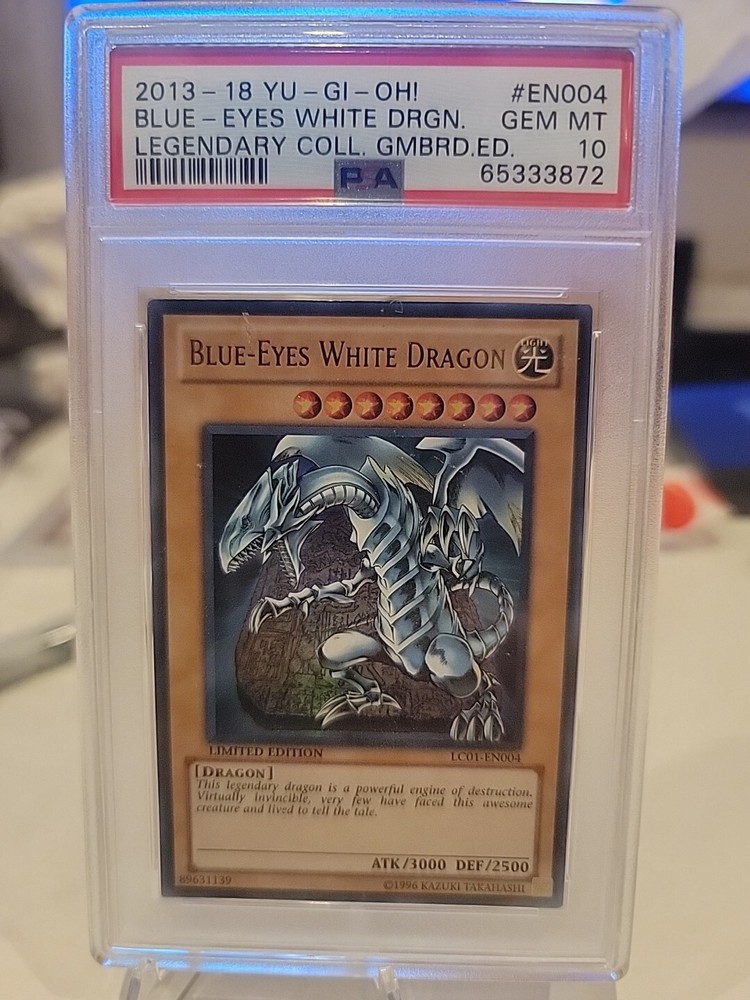 2013-18 YU-GI-OH! #EN004
BLUE-EYES WHITE DRGN. GEM MT
LEGENDARY COLL. GMBRD.ED. 10
PSA 65333872
BLUE-EYES WHITE DRAGON
LIGHT
光
LIMITED EDITION LC01-EN004
[DRAGON]
This legendary dragon is a powerful engine of destruction.
Virtually invincible, very few have faced this awesome
creature and lived to tell the tale.
ATK/3000 DEF/2500
89631139 ©1996 KAZUKI TAKAHASHI